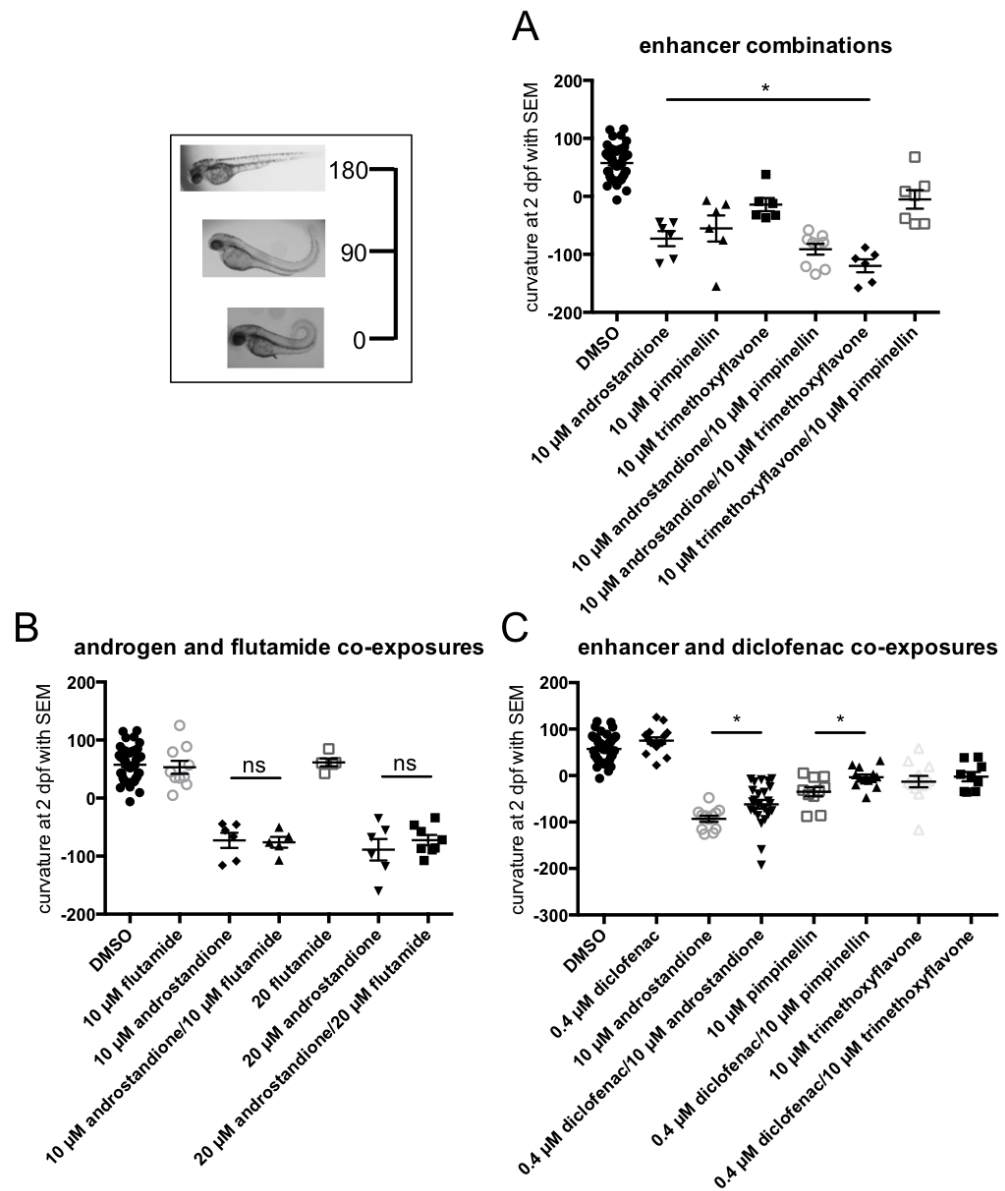 180
90
0
A
enhancer combinations
curvature at 2 dpf with SEM
200
100
0
-100
-200
*
DMSO
10 µM androstandione
10 µM pimpinellin
10 µM trimethoxyflavone
10 µM androstandione/10 µM pimpinellin
10 µM androstandione/10 µM trimethoxyflavone
10 µM trimethoxyflavone/10 µM pimpinellin
B
androgen and flutamide co-exposures
curvature at 2 dpf with SEM
200
100
0
-100
-200
ns
ns
DMSO
10 µM flutamide
10 µM androstandione
10 µM androstandione/10 µM flutamide
20 flutamide
20 µM androstandione
20 µM androstandione/20 µM flutamide
C
enhancer and diclofenac co-exposures
curvature at 2 dpf with SEM
200
100
0
-100
-200
-300
*
*
DMSO
0.4 µM diclofenac
10 µM androstandione
0.4 µM diclofenac/10 µM androstandione
10 µM pimpinellin
0.4 µM diclofenac/10 µM pimpinellin
10 µM trimethoxyflavone
0.4 µM diclofenac/10 µM trimethoxyflavone